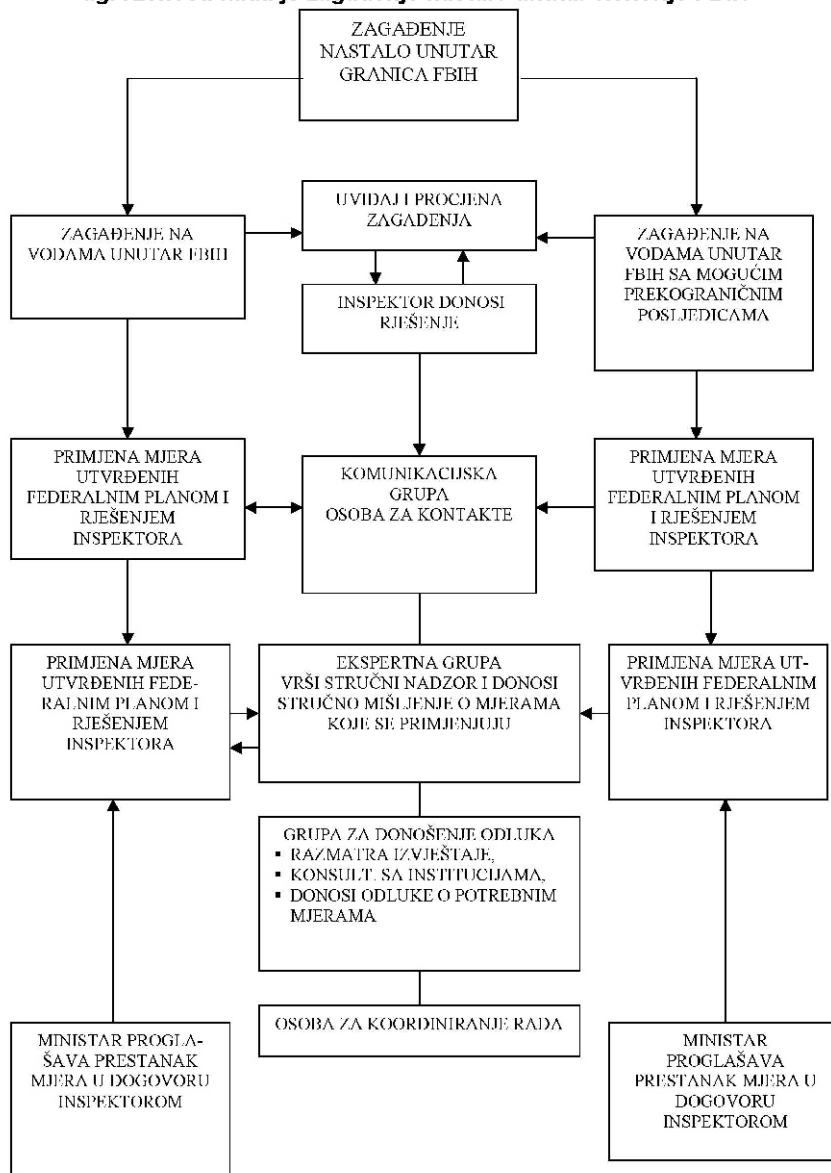 ZAGAĐENJE
NASTALO UNUTAR
GRANICA FBIH
UVIĐAJ I PROCJENA
ZAGAĐENJA
ZAGAĐENJE NA
VODAMA UNUTAR FBIH
ZAGAĐENJE NA
VODAMA UNUTAR
FBIH SA MOGUĆIM
PREKOGRANIČNIM
POSLJEDICAMA
INSPEKTOR DONOSI
RJEŠENJE
PRIMJENA MJERA
UTVRĐENIH
FEDERALNIM PLANOM I
RJEŠENJEM
INSPEKTORA
KOMUNIKACIJSKA
GRUPA
OSOBA ZA KONTAKTE
PRIMJENA MJERA
UTVRĐENIH
FEDERALNIM PLANOM
I RJEŠENJEM
INSPEKTORA
PRIMJENA MJERA
UTVRĐENIH FEDE-
RALNIM PLANOM I
RJEŠENJEM
INSPEKTORA
EKSPERTNA GRUPA
VRŠI STRUČNI NADZOR I DONOSI
STRUČNO MIŠLJENJE O MJERAMA
KOJE SE PRIMJENJUJU
PRIMJENA MJERA UT-
VRĐENIH FEDERALNIM
PLANOM I RJEŠENJEM
INSPEKTORA
GRUPA ZA DONOŠENJE ODLUKA
▪ RAZMATRA IZVJEŠTAJE,
▪ KONSULT. SA INSTITUCIJAMA,
▪ DONOSI ODLUKE O POTREBNIM
MJERAMA
OSOBA ZA KOORDINIRANJE RADA
MINISTAR PROGLA-
ŠAVA PRESTANAK
MJERA U DOGOVORU
INSPEKTOROM
MINISTAR
PROGLAŠAVA
PRESTANAK MJERA U
DOGOVORU
INSPEKTOROM